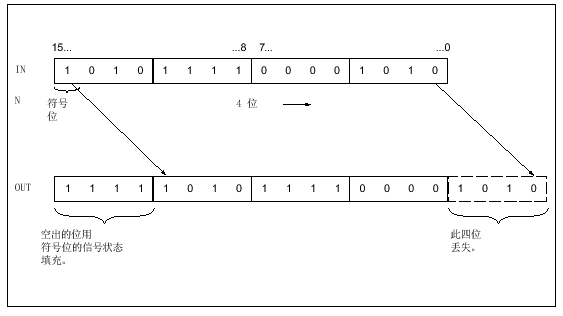 15... ...8 7... ...0
IN 1 0 1 0 1 1 1 1 0 0 0 0 1 0 1 0
N 符号位 4 位
OUT 1 1 1 1 1 0 1 0 1 1 1 1 0 0 0 0 1 0 1 0
空出的位用
符号位的信号状态
填充。
此四位
丢失。